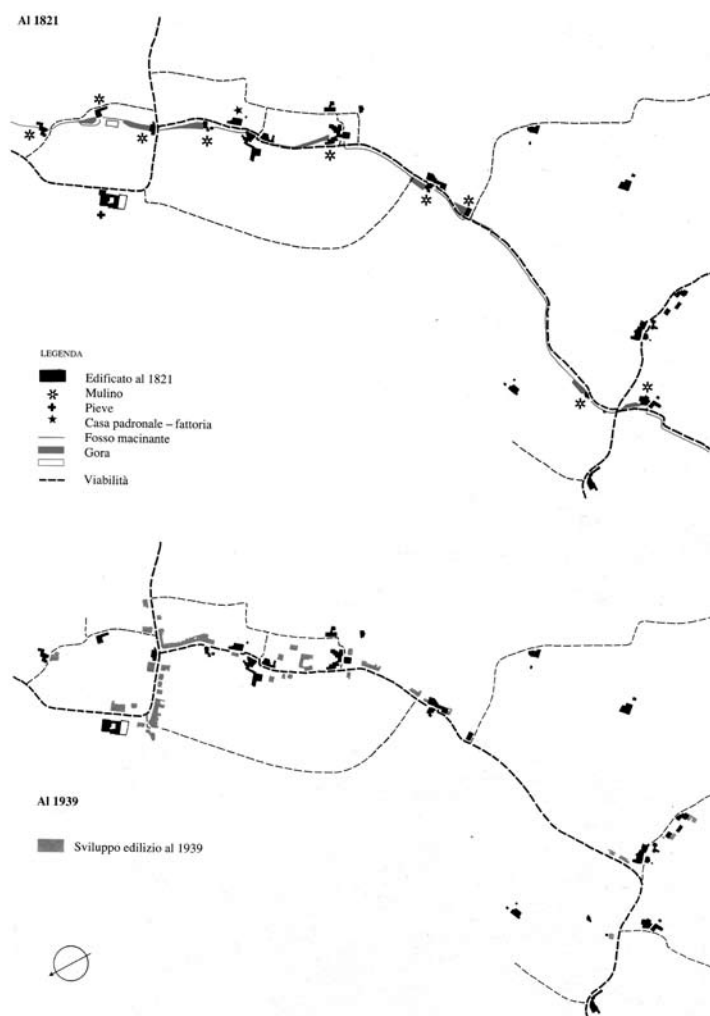 Al 1821
LEGENDA
Edificato al 1821
Mulino
Pieve
Casa padronale – fattoria
Fosso macinante
Gora
Viabilità
Al 1939
Sviluppo edilizio al 1939